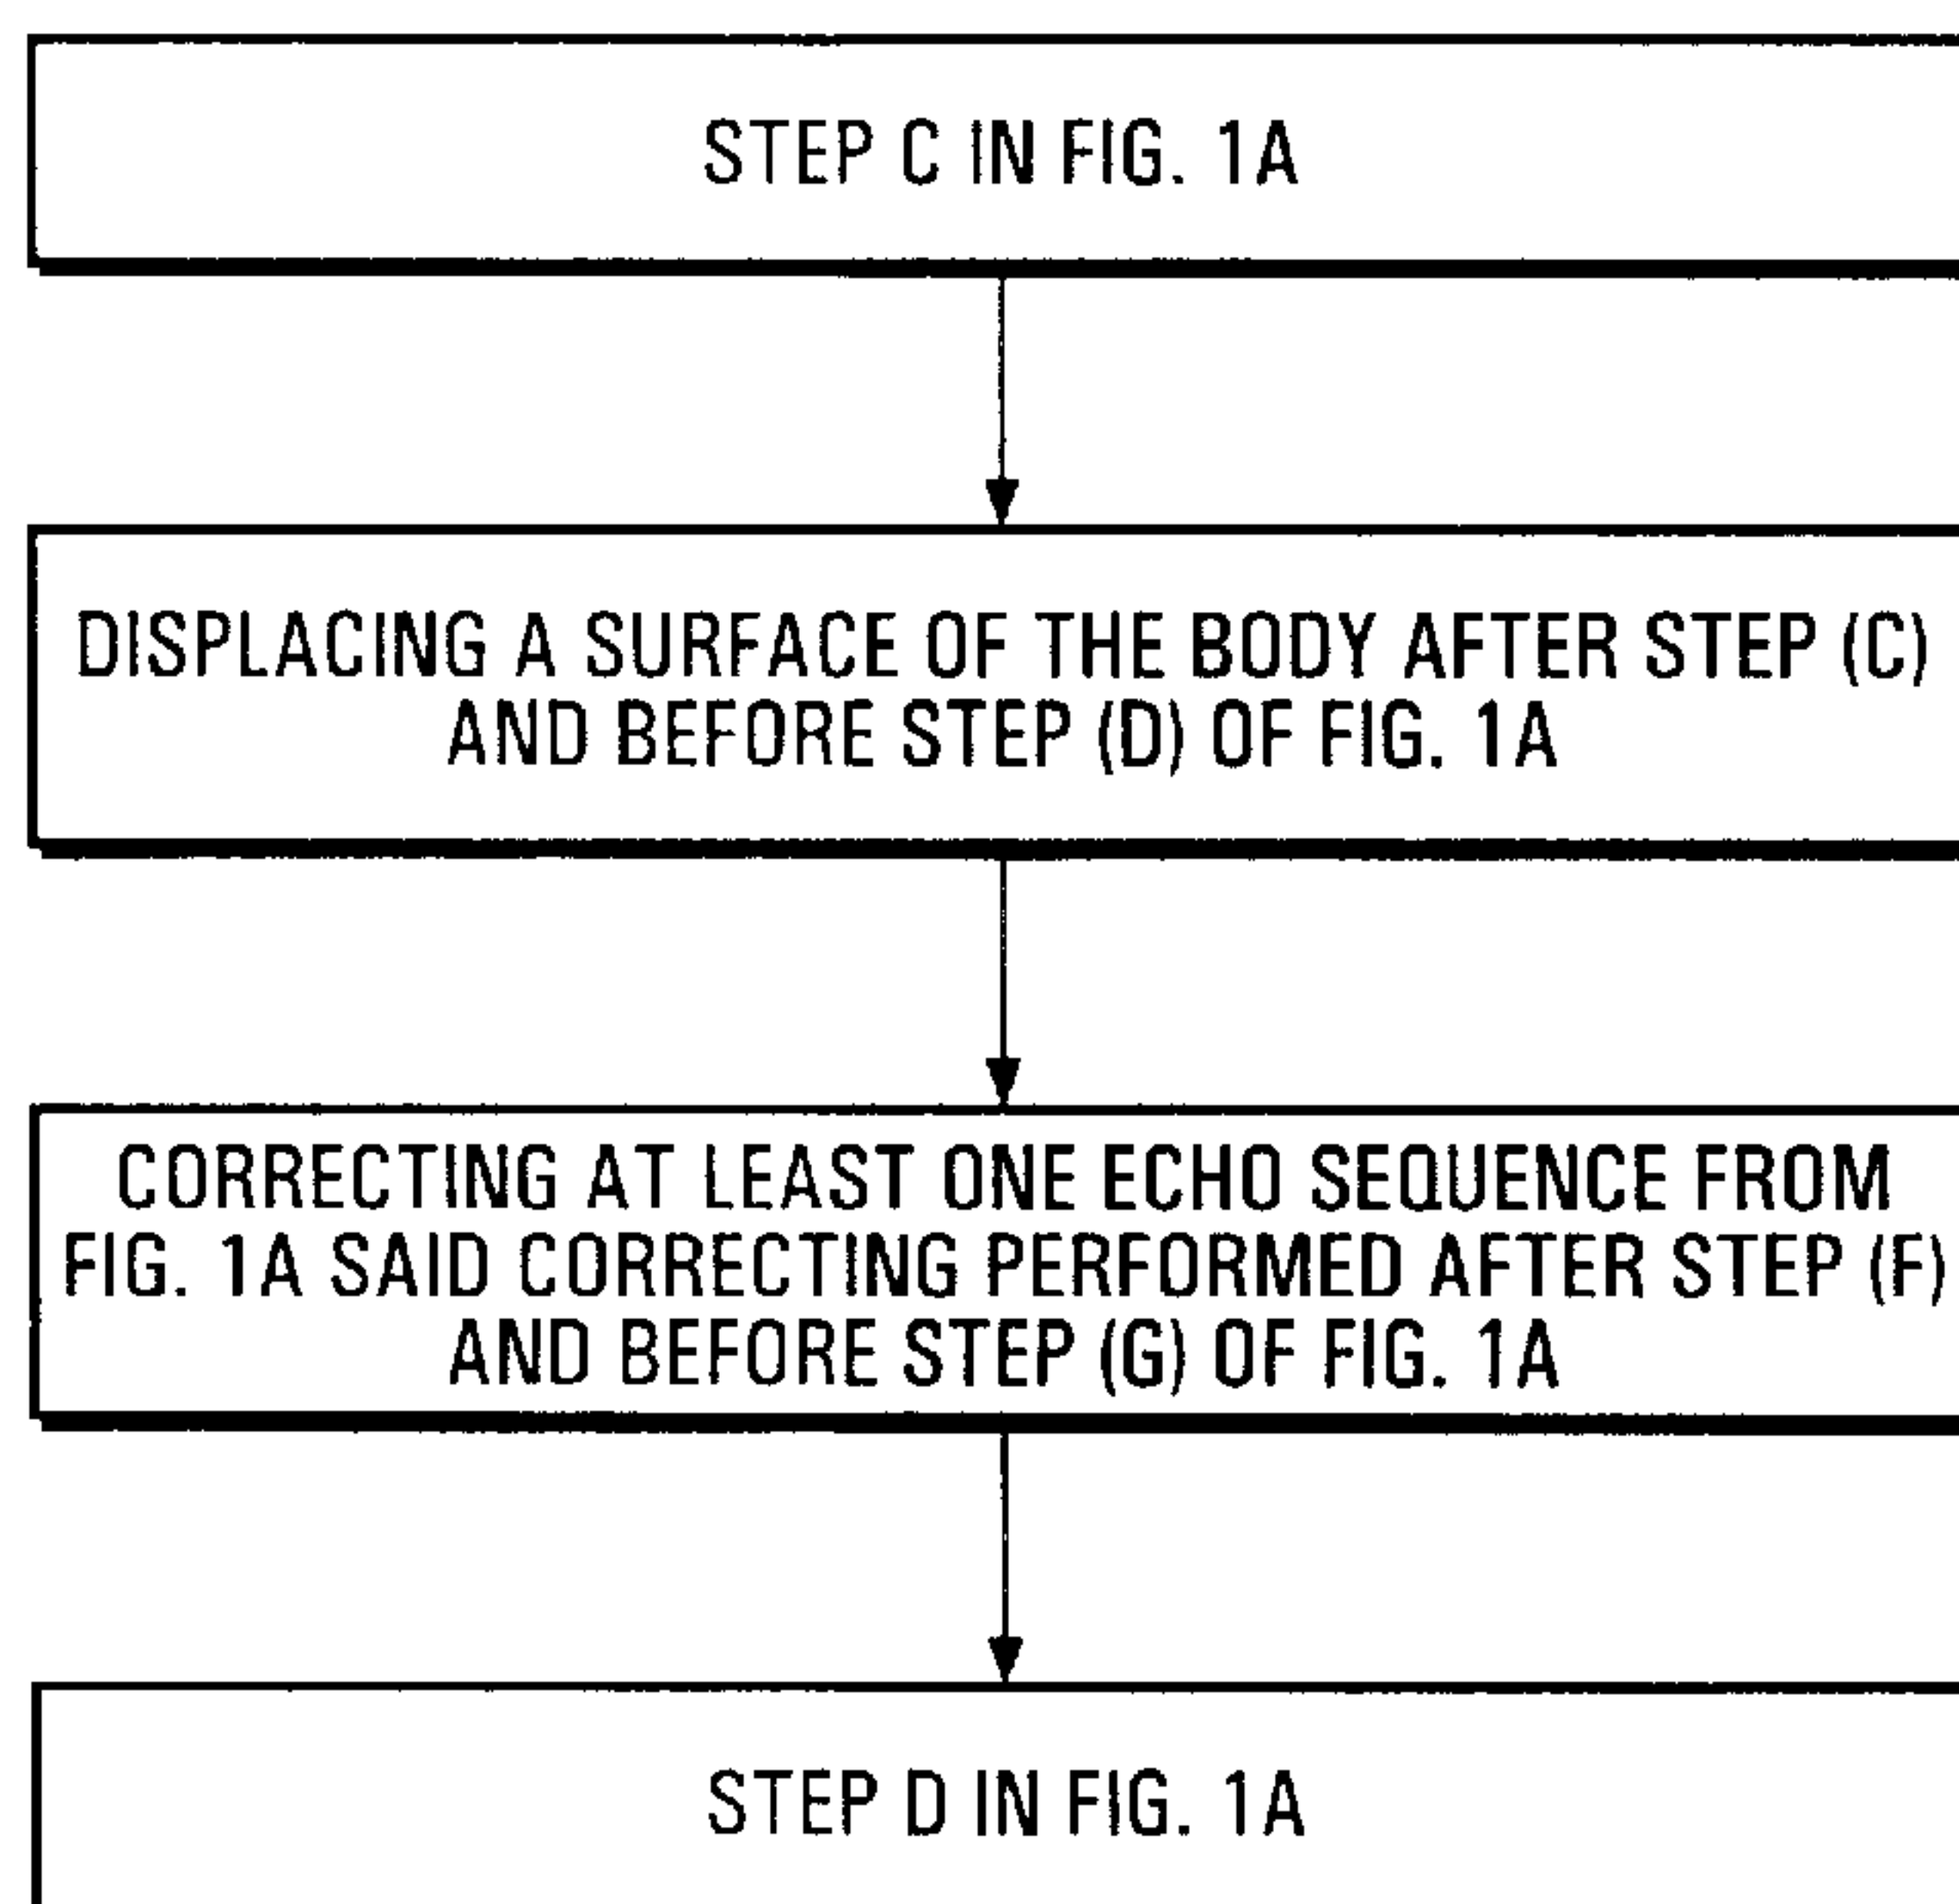 STEP C IN FIG. 1A
DISPLACING A SURFACE OF THE BODY AFTER STEP (C)
AND BEFORE STEP (D) OF FIG. 1A
CORRECTING AT LEAST ONE ECHO SEQUENCE FROM
FIG. 1A SAID CORRECTING PERFORMED AFTER STEP (F)
AND BEFORE STEP (G) OF FIG. 1A
STEP D IN FIG. 1A